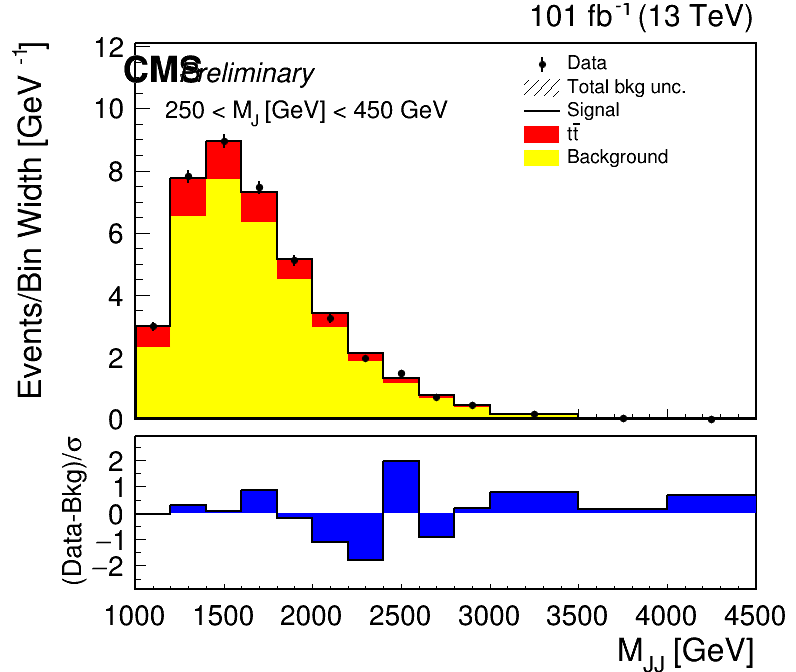 101 fb⁻¹ (13 TeV)
CMS Preliminary
250 < M_J [GeV] < 450 GeV
Data
Total bkg unc.
Signal
tt̄
Background
Events/Bin Width [GeV⁻¹]
12
10
8
6
4
2
0
(Data-Bkg)/σ
2
1
0
−1
−2
1000 1500 2000 2500 3000 3500 4000 4500
M_JJ [GeV]